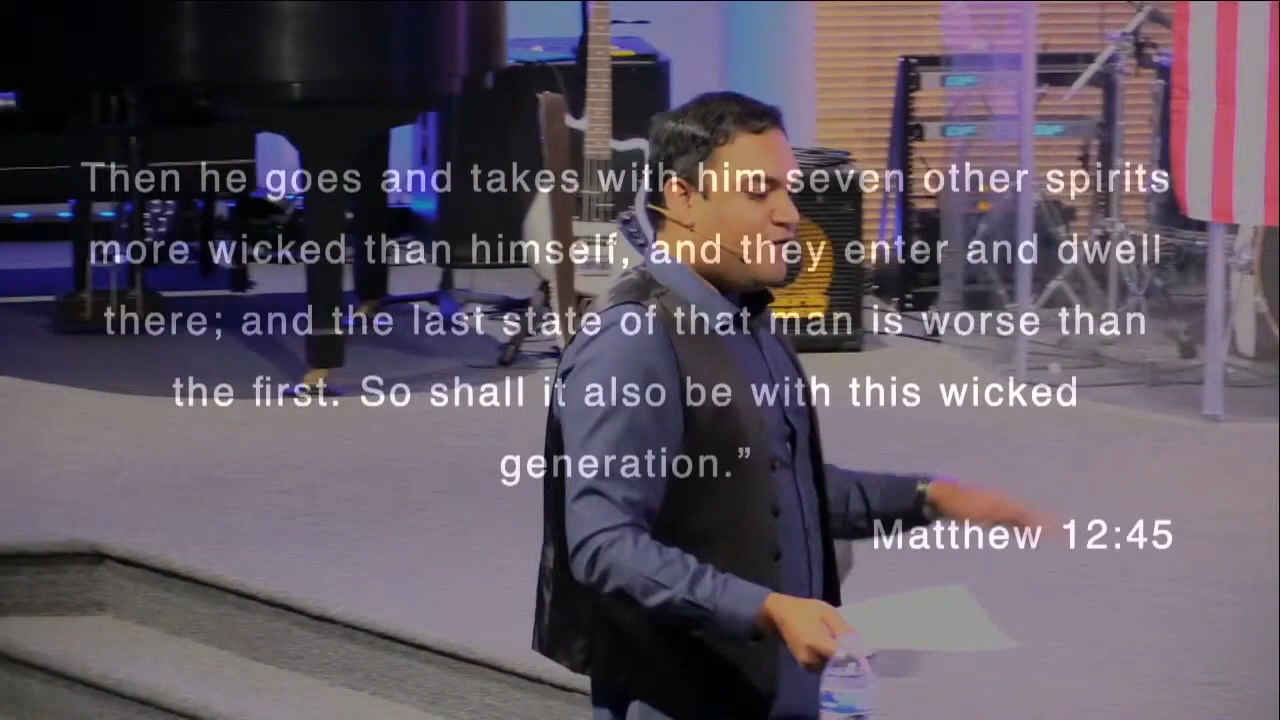 Then he goes and takes with him seven other spirits
more wicked than himself, and they enter and dwell
there; and the last state of that man is worse than
the first. So shall it also be with this wicked
generation.”
Matthew 12:45